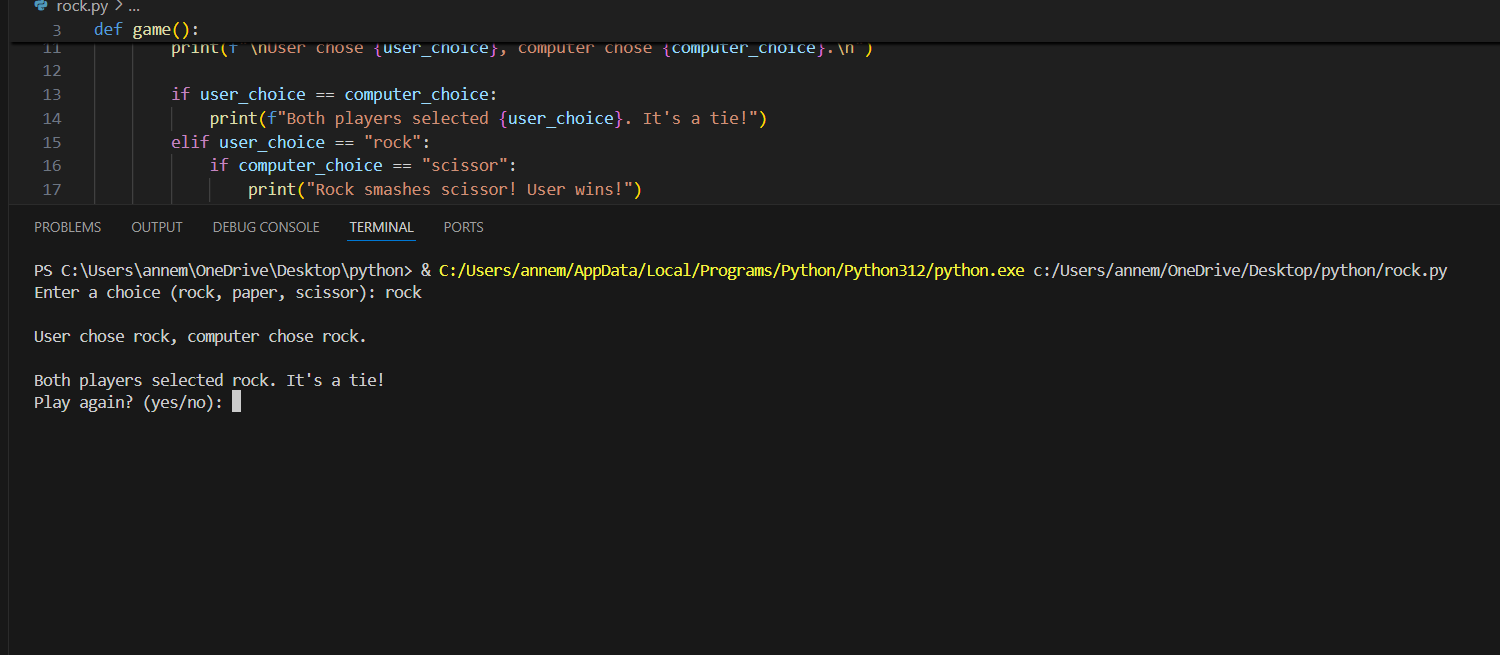 rock.py > ...
3 def game():
11 print(f"\nUser chose {user_choice}, computer chose {computer_choice}.\n")
12
13 if user_choice == computer_choice:
14 print(f"Both players selected {user_choice}. It's a tie!")
15 elif user_choice == "rock":
16 if computer_choice == "scissor":
17 print("Rock smashes scissor! User wins!")
PROBLEMS OUTPUT DEBUG CONSOLE TERMINAL PORTS
PS C:\Users\annem\OneDrive\Desktop\python> & C:/Users/annem/AppData/Local/Programs/Python/Python312/python.exe c:/Users/annem/OneDrive/Desktop/python/rock.py
Enter a choice (rock, paper, scissor): rock
User chose rock, computer chose rock.
Both players selected rock. It's a tie!
Play again? (yes/no):